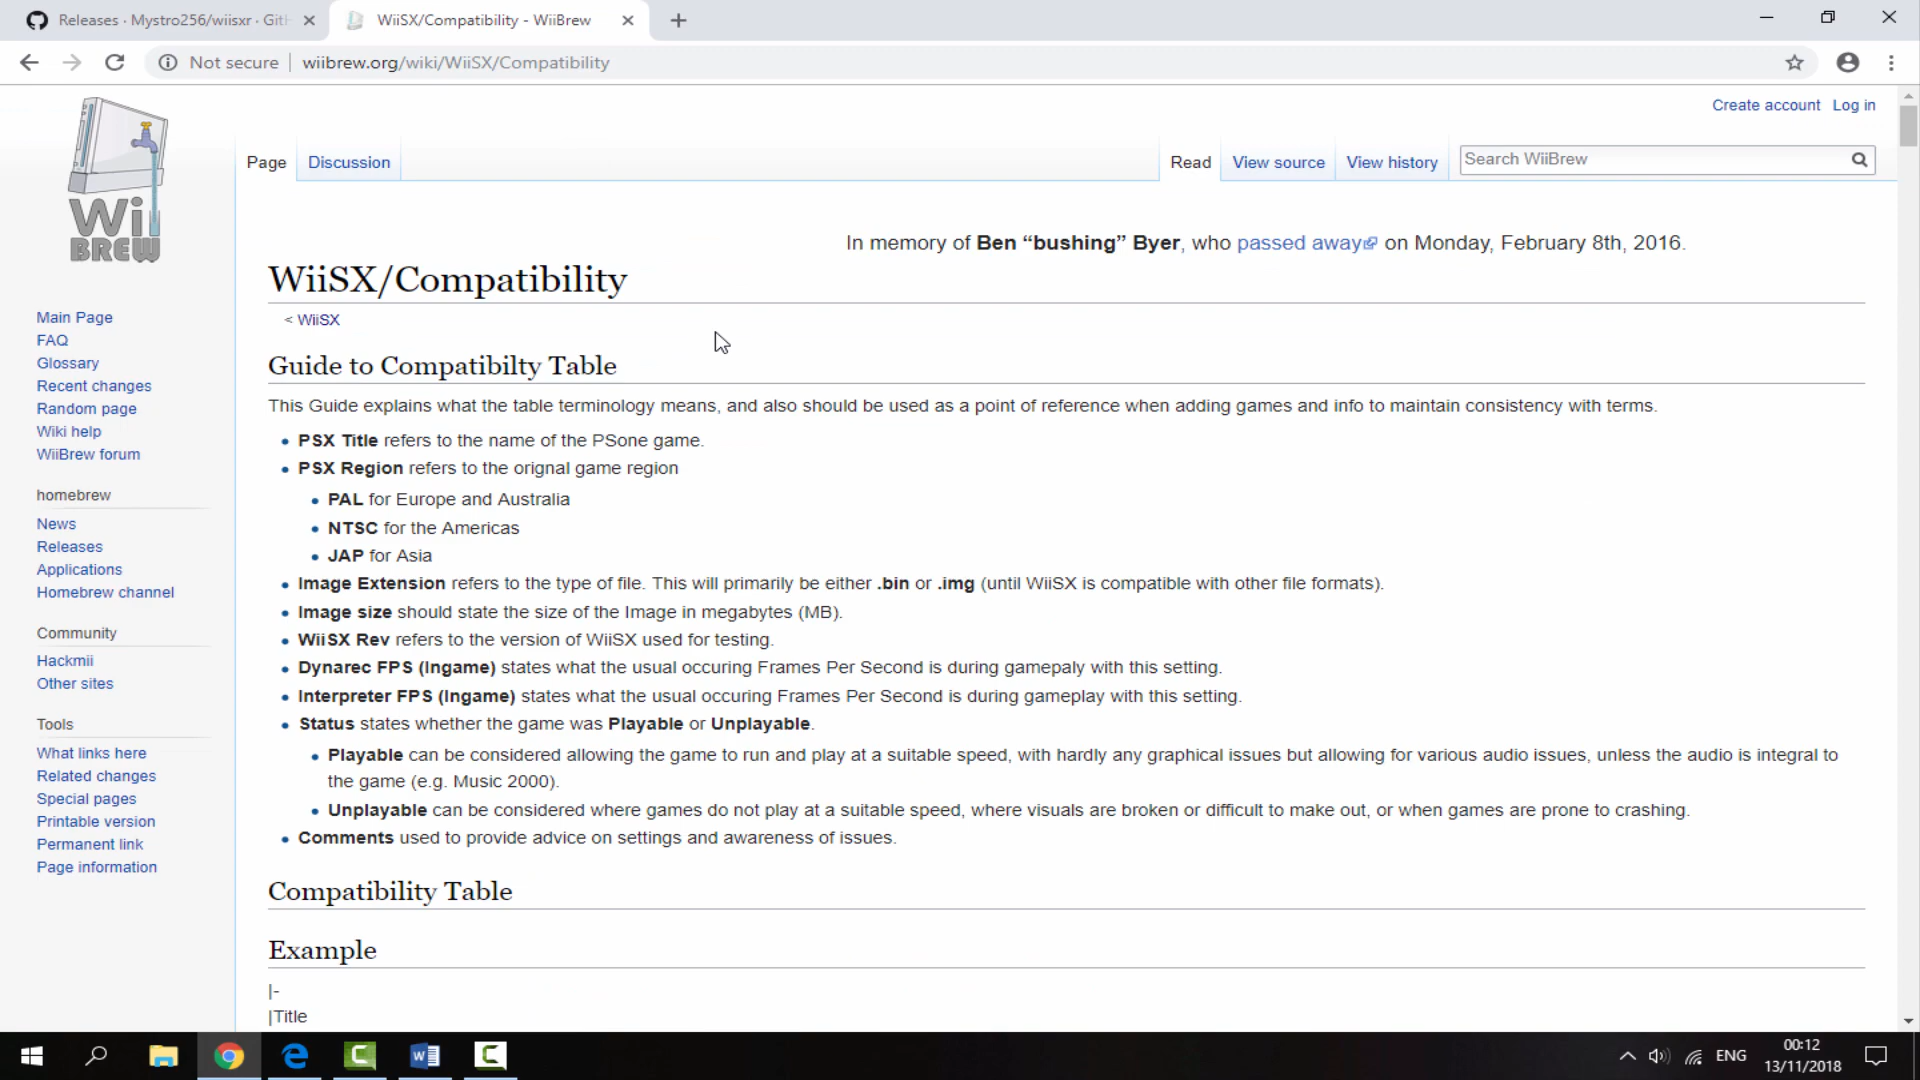 Releases · Mystro256/wiisxr · GitH
WiiSX/Compatibility - WiiBrew
Not secure
wiibrew.org/wiki/WiiSX/Compatibility
Create account Log in
Wii
BREW
Page Discussion
Read View source View history
Search WiiBrew
In memory of Ben “bushing” Byer, who passed away on Monday, February 8th, 2016.
WiiSX/Compatibility
< WiiSX
Guide to Compatibilty Table
This Guide explains what the table terminology means, and also should be used as a point of reference when adding games and info to maintain consistency with terms.
PSX Title refers to the name of the PSone game.
PSX Region refers to the orignal game region
PAL for Europe and Australia
NTSC for the Americas
JAP for Asia
Image Extension refers to the type of file. This will primarily be either .bin or .img (until WiiSX is compatible with other file formats).
Image size should state the size of the Image in megabytes (MB).
WiiSX Rev refers to the version of WiiSX used for testing.
Dynarec FPS (Ingame) states what the usual occuring Frames Per Second is during gamepaly with this setting.
Interpreter FPS (Ingame) states what the usual occuring Frames Per Second is during gameplay with this setting.
Status states whether the game was Playable or Unplayable.
Playable can be considered allowing the game to run and play at a suitable speed, with hardly any graphical issues but allowing for various audio issues, unless the audio is integral to
the game (e.g. Music 2000).
Unplayable can be considered where games do not play at a suitable speed, where visuals are broken or difficult to make out, or when games are prone to crashing.
Comments used to provide advice on settings and awareness of issues.
Compatibility Table
Example
|-
|Title
Main Page
FAQ
Glossary
Recent changes
Random page
Wiki help
WiiBrew forum
homebrew
News
Releases
Applications
Homebrew channel
Community
Hackmii
Other sites
Tools
What links here
Related changes
Special pages
Printable version
Permanent link
Page information
ENG
00:12
13/11/2018